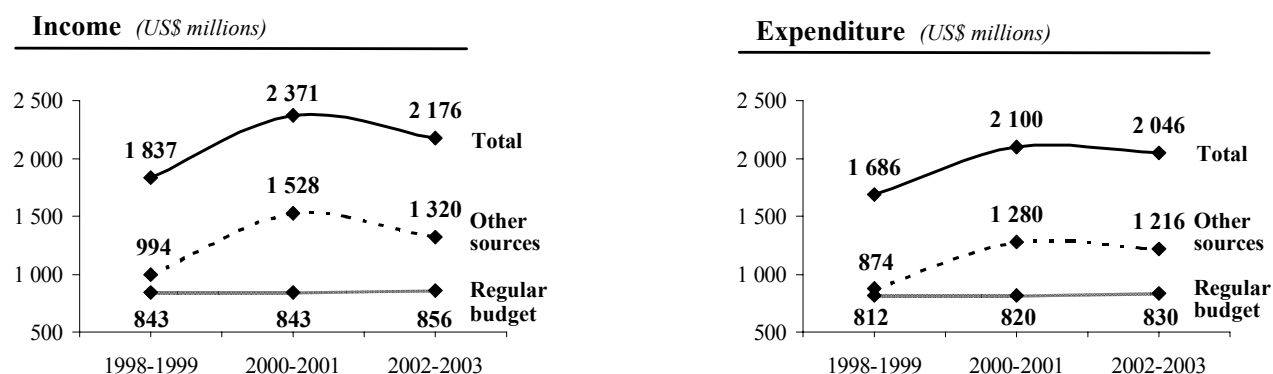 Income (US$ millions)
2 500
2 000
1 500
1 000
500
1 837
2 371
2 176
Total
994
1 528
1 320
Other
sources
843
843
856
Regular
budget
1998-1999
2000-2001
2002-2003
Expenditure (US$ millions)
2 500
2 000
1 500
1 000
500
1 686
2 100
2 046
Total
874
1 280
1 216
Other
sources
812
820
830
Regular
budget
1998-1999
2000-2001
2002-2003